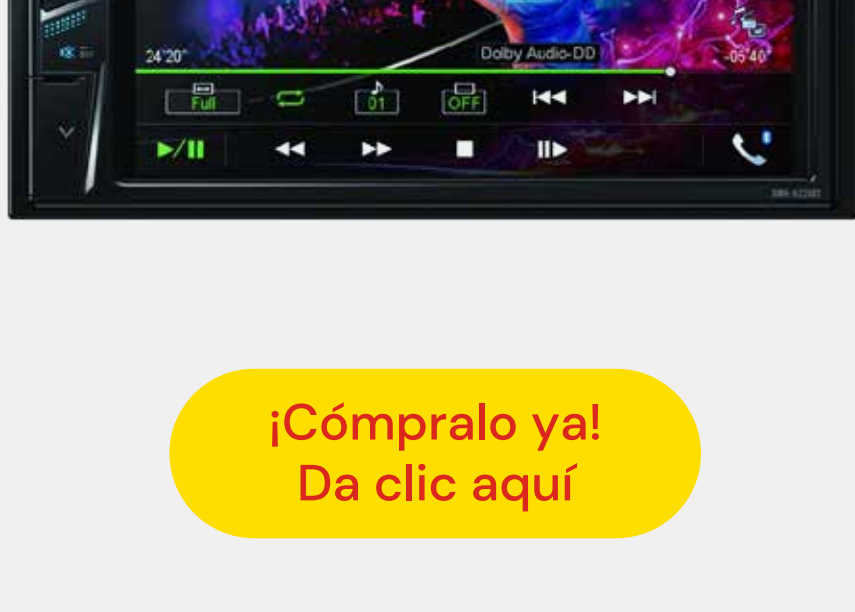 24'20"
Dolby Audio-DD
-05'40"
Full
01
OFF
¡Cómpralo ya!
Da clic aquí